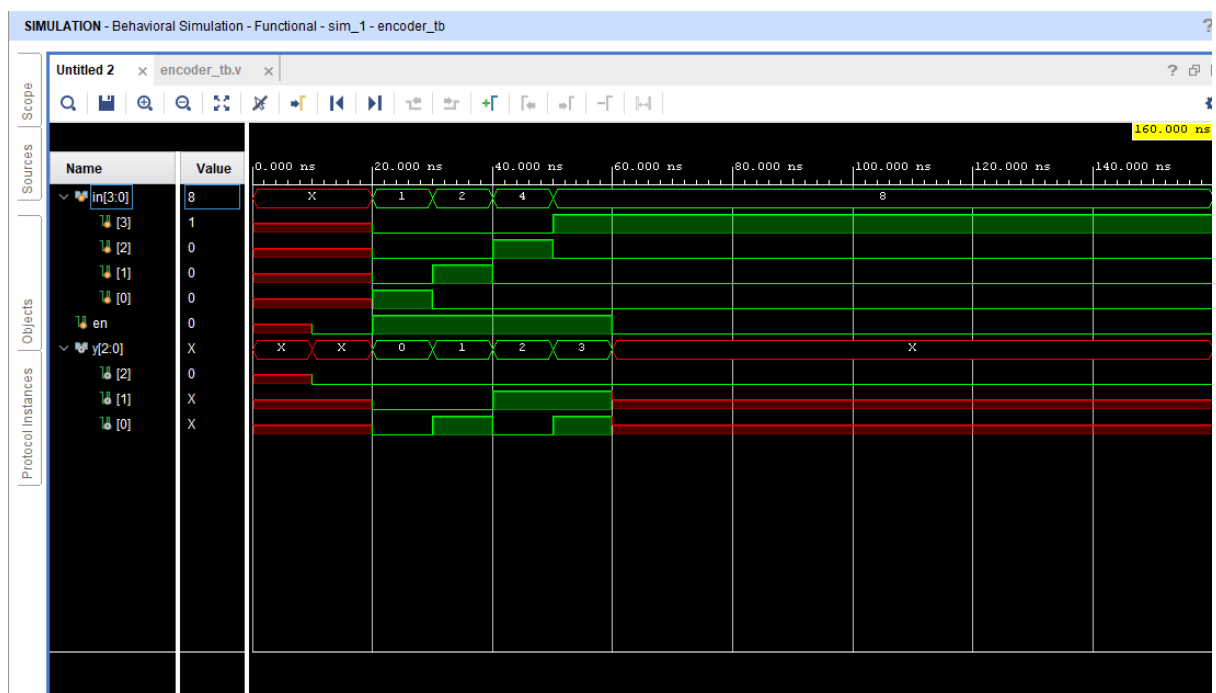 SIMULATION - Behavioral Simulation - Functional - sim_1 - encoder_tb ?
Untitled 2 × encoder_tb.v × ?
Scope
Sources
Objects
Protocol Instances
160.000 ns
Name Value 0.000 ns 20.000 ns 40.000 ns 60.000 ns 80.000 ns 100.000 ns 120.000 ns 140.000 ns
in[3:0] 8 X 1 2 4 8
[3] 1
[2] 0
[1] 0
[0] 0
en 0
y[2:0] X X X 0 1 2 3 X
[2] 0
[1] X
[0] X